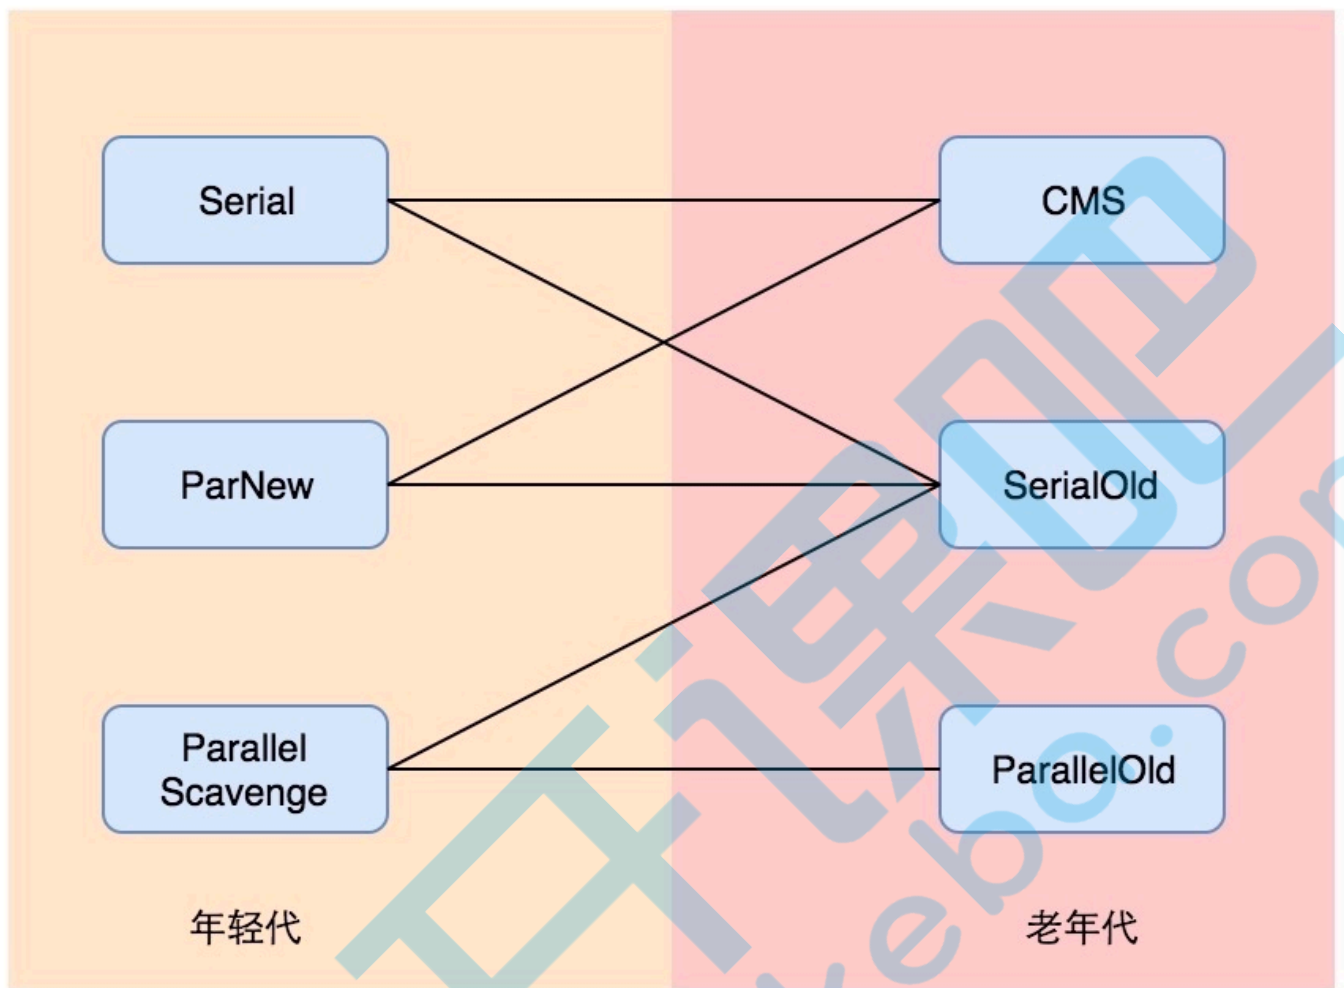 Serial
CMS
ParNew
SerialOld
Parallel
Scavenge
ParallelOld
年轻代
老年代